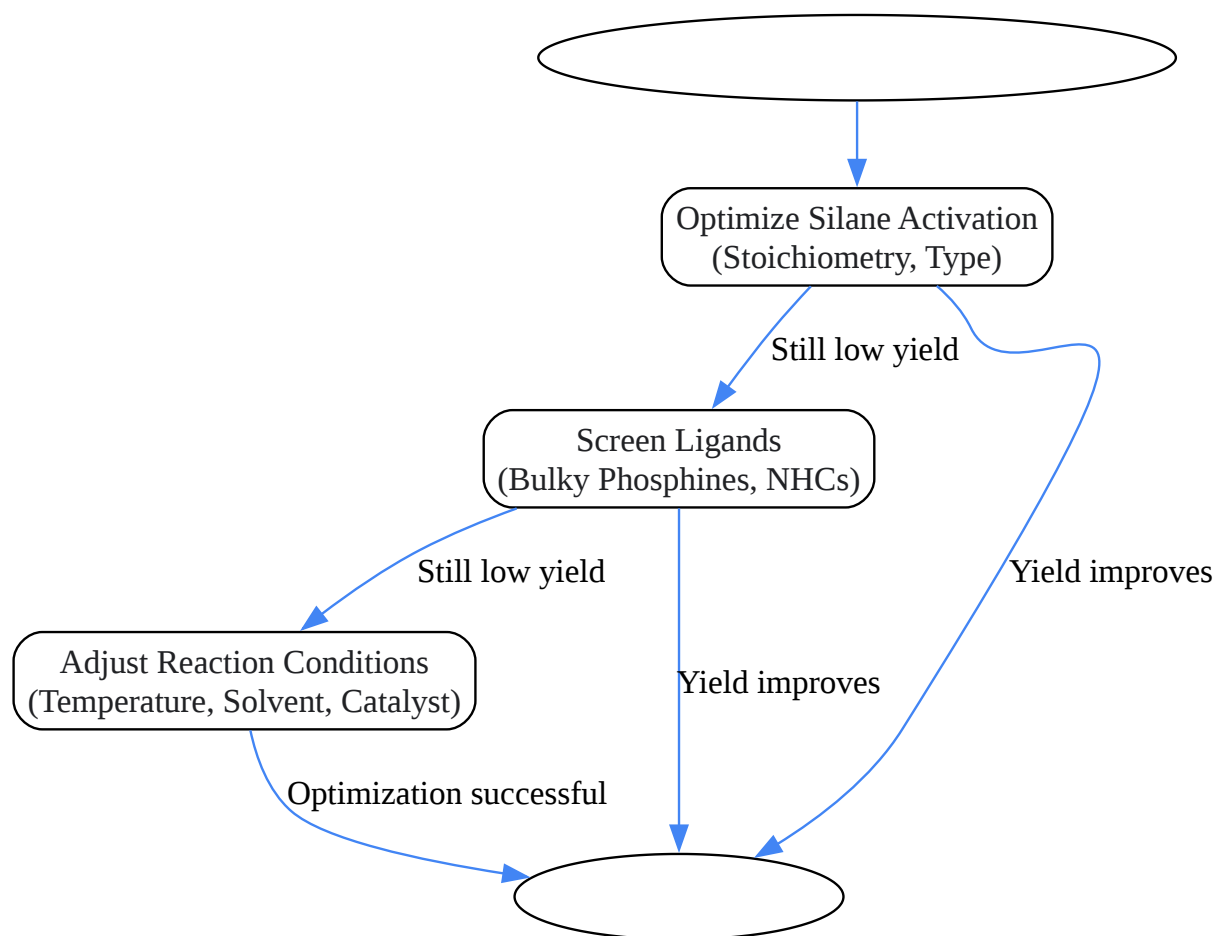 Optimize Silane Activation
(Stoichiometry, Type)
Still low yield
Screen Ligands
(Bulky Phosphines, NHCs)
Still low yield
Yield improves
Adjust Reaction Conditions
(Temperature, Solvent, Catalyst)
Yield improves
Optimization successful